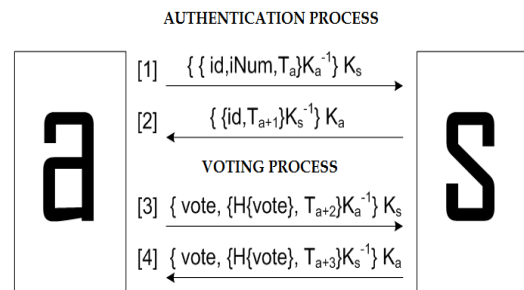 AUTHENTICATION PROCESS
[1] { { id,iNum,Tₐ}Kₐ⁻¹} Kₛ
[2] { {id,Tₐ₊₁}Kₛ⁻¹} Kₐ
VOTING PROCESS
a s
[3] { vote, {H{vote}, Tₐ₊₂}Kₐ⁻¹} Kₛ
[4] { vote, {H{vote}, Tₐ₊₃}Kₛ⁻¹} Kₐ